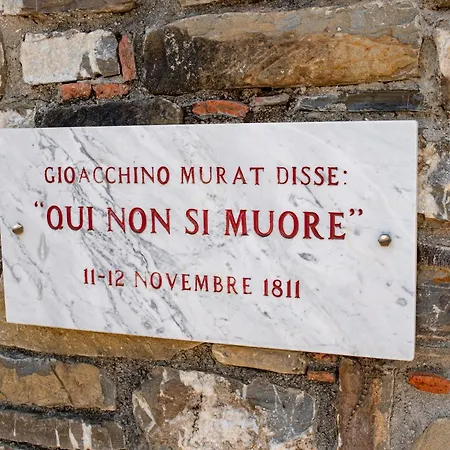 GIOACCHINO MURAT DISSE:
“QUI NON SI MUORE”
11-12 NOVEMBRE 1811